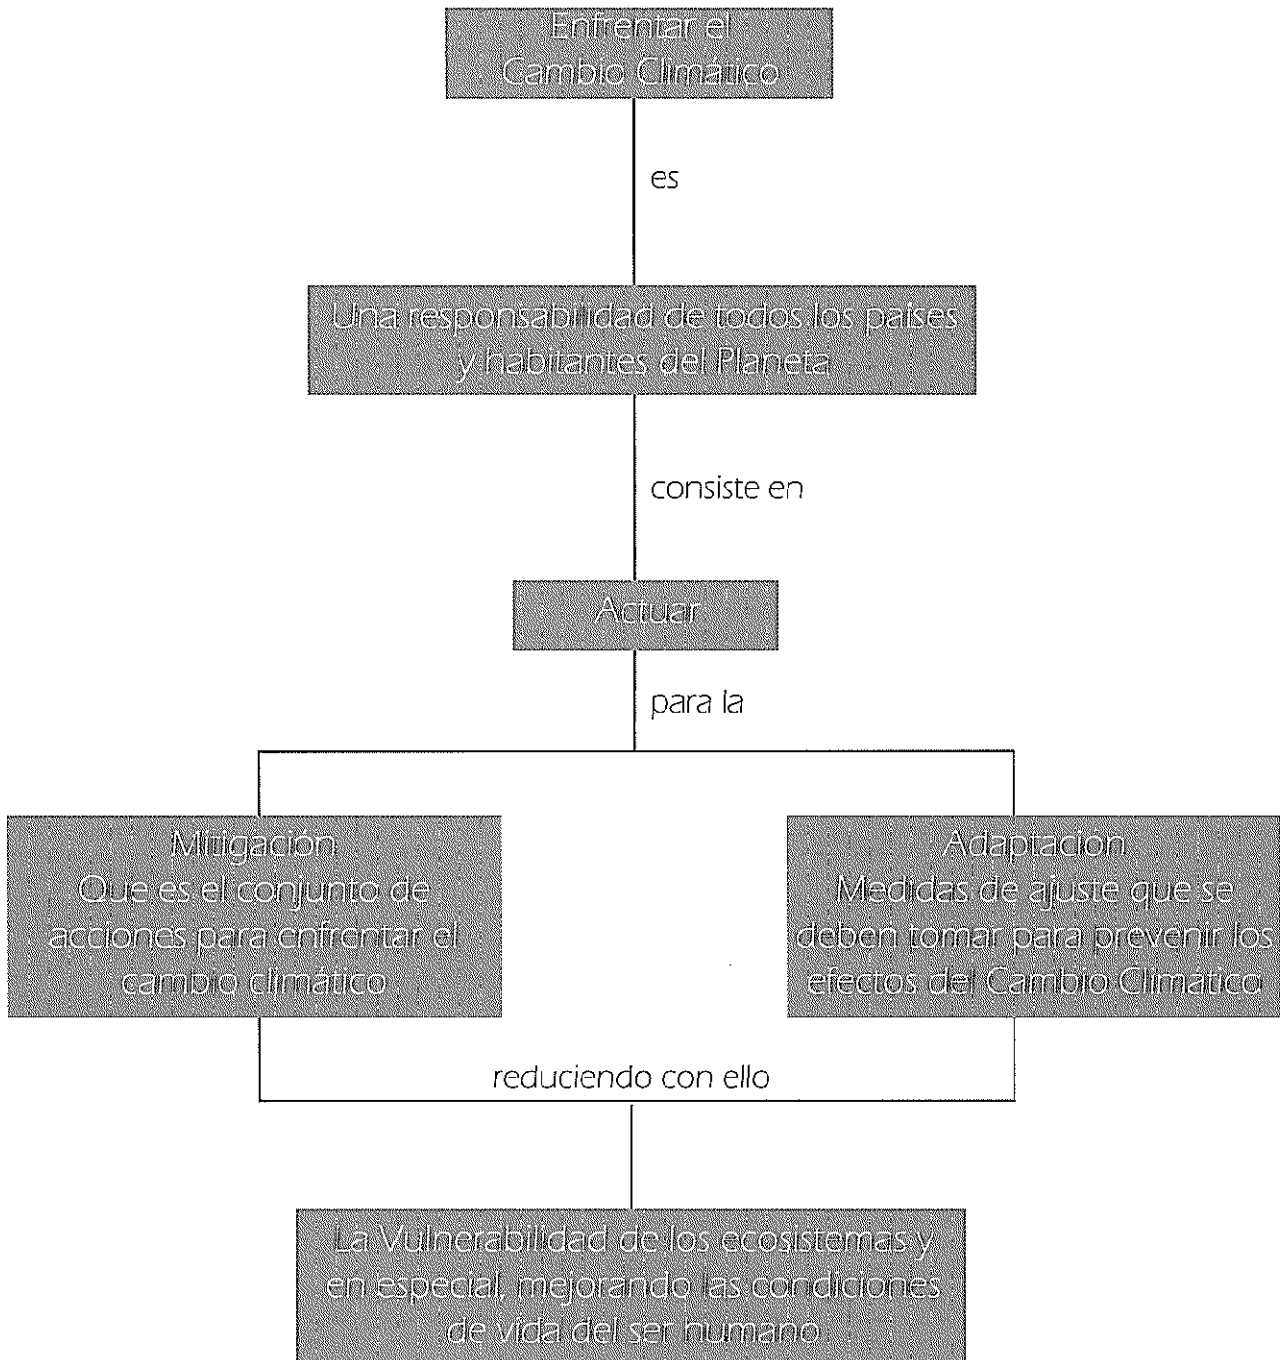 Enfrentar el
Cambio Climático
es
Una responsabilidad de todos los países
y habitantes del Planeta
consiste en
Actuar
para la
Mitigación
Que es el conjunto de
acciones para enfrentar el
cambio climático
Adaptación
Medidas de ajuste que se
deben tomar para prevenir los
efectos del Cambio Climático
reduciendo con ello
La Vulnerabilidad de los ecosistemas y
en especial, mejorando las condiciones
de vida del ser humano